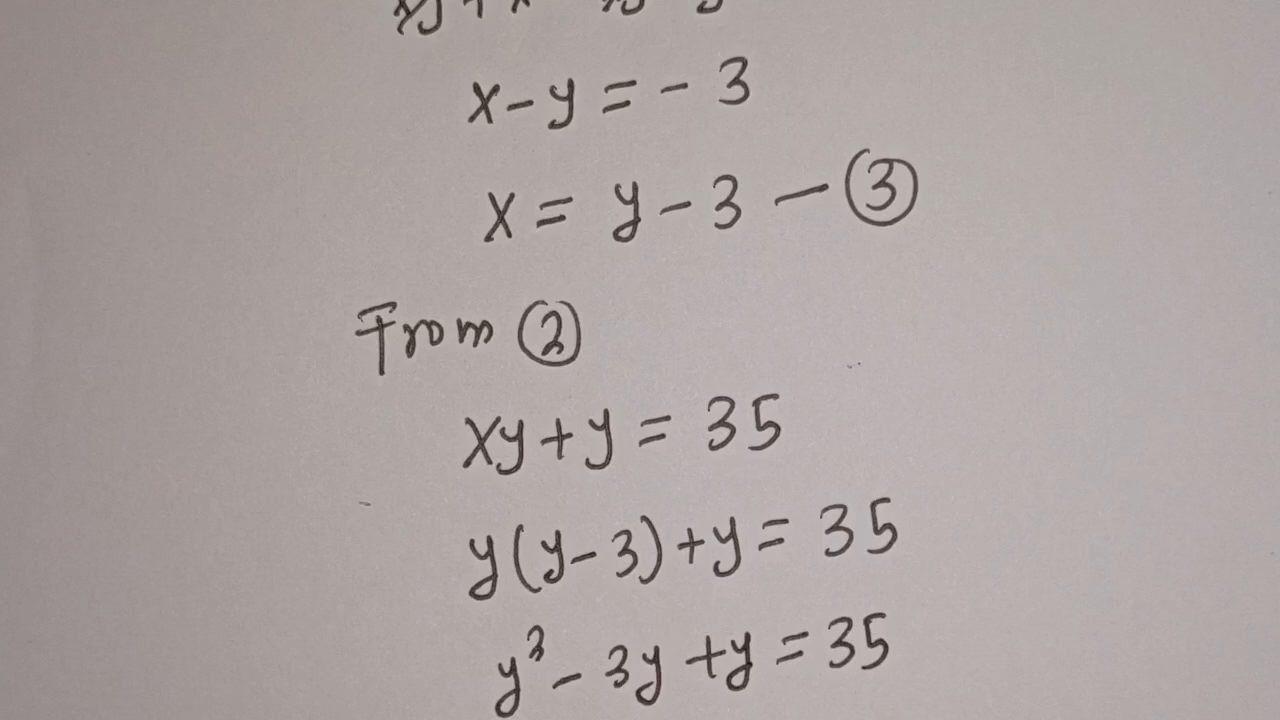 x-y = -3
x = y-3 — ③
From ②
xy+y = 35
y(y-3)+y = 35
y³-3y+y = 35